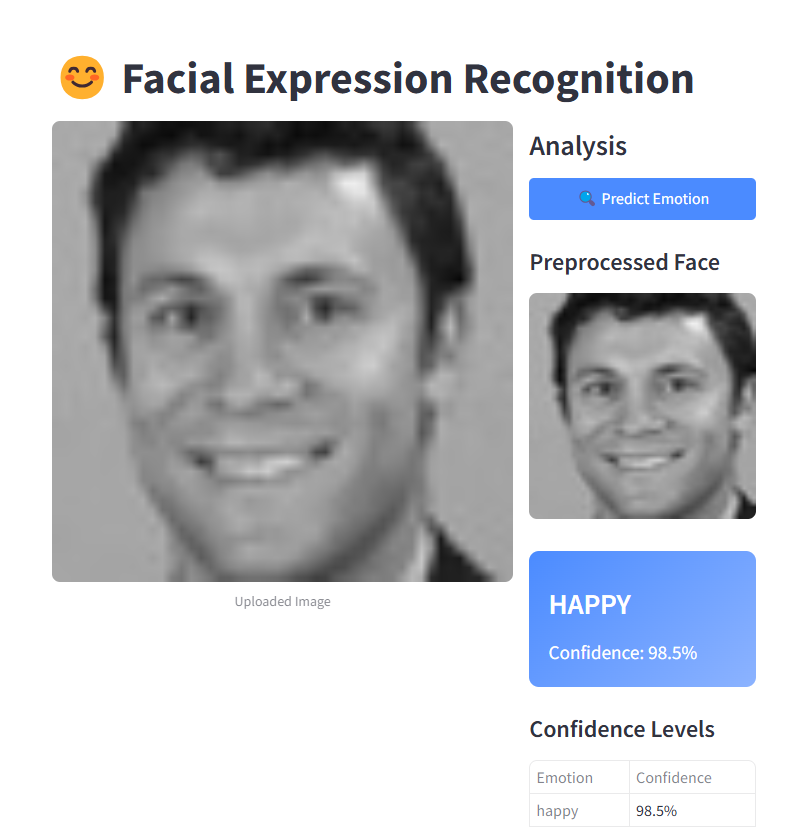 😊 Facial Expression Recognition
Uploaded Image
Analysis
🔍 Predict Emotion
Preprocessed Face
HAPPY
Confidence: 98.5%
Confidence Levels
Emotion Confidence
happy 98.5%